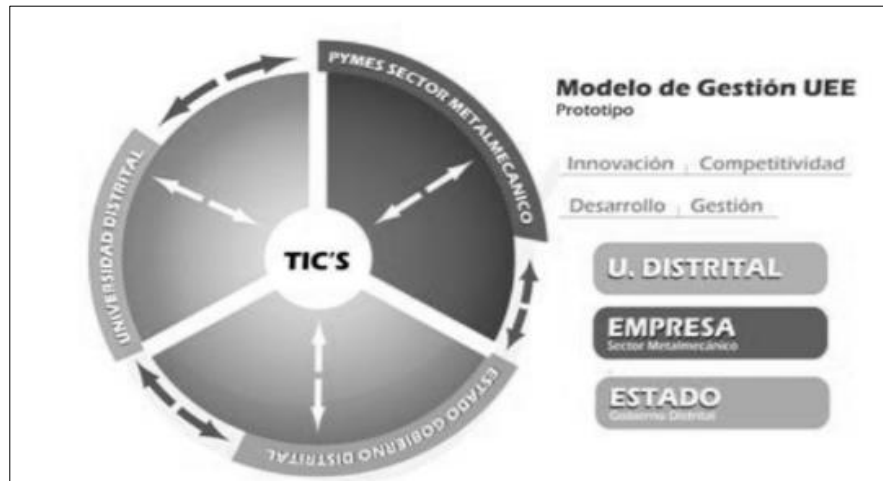 PYMES SECTOR METALMECANICO
UNIVERSIDAD DISTRITAL
TIC'S
ESTADO GOBIERNO DISTRITAL
Modelo de Gestión UEE
Prototipo
Innovación Competitividad
Desarrollo Gestión
U. DISTRITAL
EMPRESA
Sector Metalmecánico
ESTADO
Gobierno Distrital